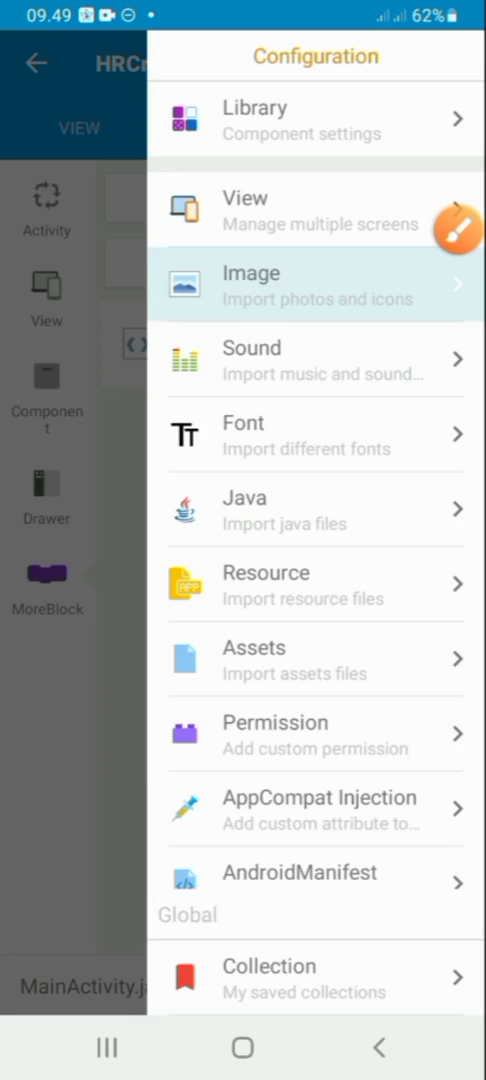 09.49
62%
Configuration
HRCr
VIEW
Library
Component settings
View
Manage multiple screens
Image
Import photos and icons
Sound
Import music and sound...
Font
Import different fonts
Java
Import java files
Resource
Import resource files
Assets
Import assets files
Permission
Add custom permission
AppCompat Injection
Add custom attribute to...
AndroidManifest
Global
Collection
My saved collections
Activity
View
Componen
t
Drawer
MoreBlock
MainActivity.j